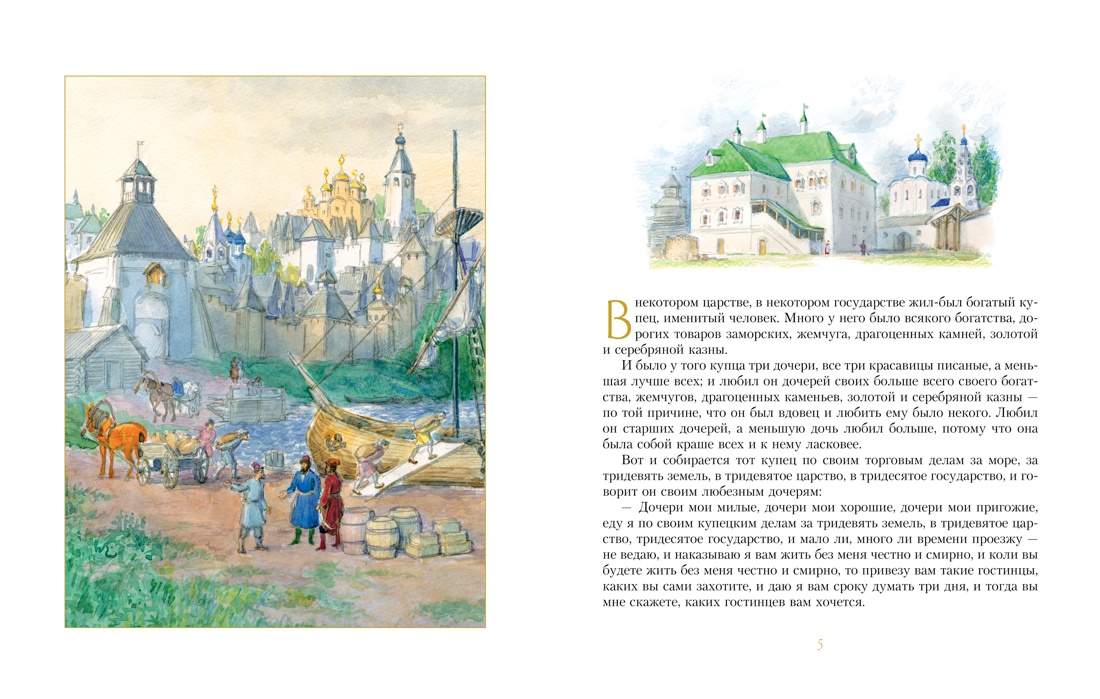 В некотором царстве, в некотором государстве жил-был богатый ку-
пец, именитый человек. Много у него было всякого богатства, до-
рогих товаров заморских, жемчуга, драгоценных камней, золотой
и серебряной казны.
И было у того купца три дочери, все три красавицы писаные, а мень-
шая лучше всех; и любил он дочерей своих больше всего своего богат-
ства, жемчугов, драгоценных каменьев, золотой и серебряной казны —
по той причине, что он был вдовец и любить ему было некого. Любил
он старших дочерей, а меньшую дочь любил больше, потому что она
была собой краше всех и к нему ласковее.
Вот и собирается тот купец по своим торговым делам за море, за
тридевять земель, в тридевятое царство, в тридесятое государство, и го-
ворит он своим любезным дочерям:
— Дочери мои милые, дочери мои хорошие, дочери мои пригожие,
еду я по своим купецким делам за тридевять земель, в тридевятое цар-
ство, тридесятое государство, и мало ли, много ли времени проезжу —
не ведаю, и наказываю я вам жить без меня честно и смирно, и коли вы
будете жить без меня честно и смирно, то привезу вам такие гостинцы,
каких вы сами захотите, и даю я вам сроку думать три дня, и тогда вы
мне скажете, каких гостинцев вам хочется.
5